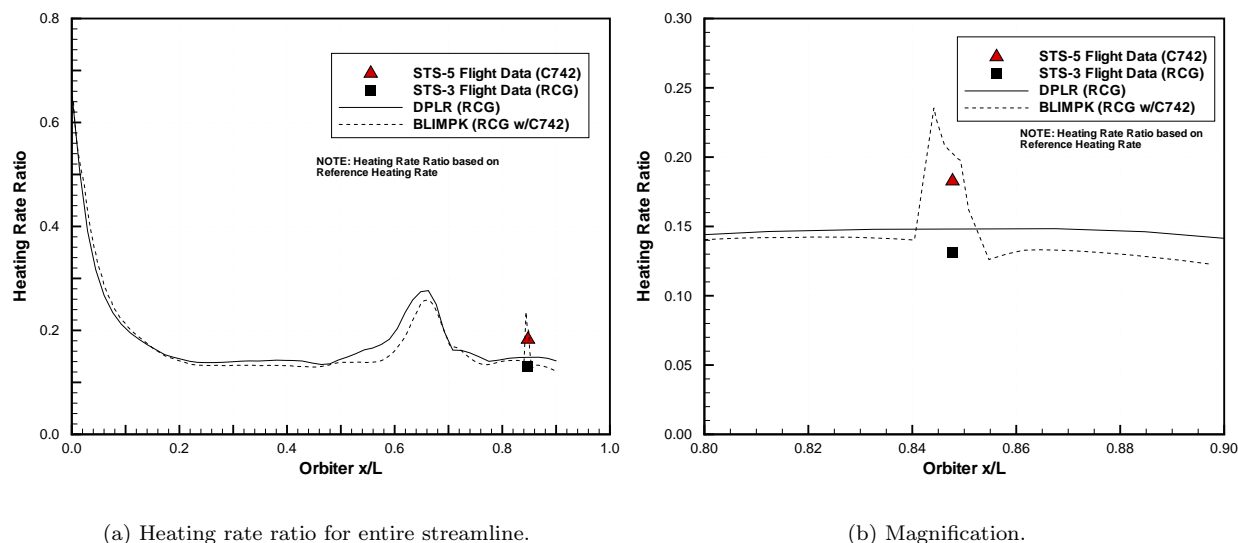 0.8
0.6
0.4
0.2
0.0
Heating Rate Ratio
STS-5 Flight Data (C742)
STS-3 Flight Data (RCG)
DPLR (RCG)
BLIMPK (RCG w/C742)
NOTE: Heating Rate Ratio based on
Reference Heating Rate
0.0 0.2 0.4 0.6 0.8 1.0
Orbiter x/L
(a) Heating rate ratio for entire streamline.
0.30
0.25
0.20
0.15
0.10
0.05
0.00
Heating Rate Ratio
STS-5 Flight Data (C742)
STS-3 Flight Data (RCG)
DPLR (RCG)
BLIMPK (RCG w/C742)
NOTE: Heating Rate Ratio based on
Reference Heating Rate
0.80 0.82 0.84 0.86 0.88 0.90
Orbiter x/L
(b) Magnification.